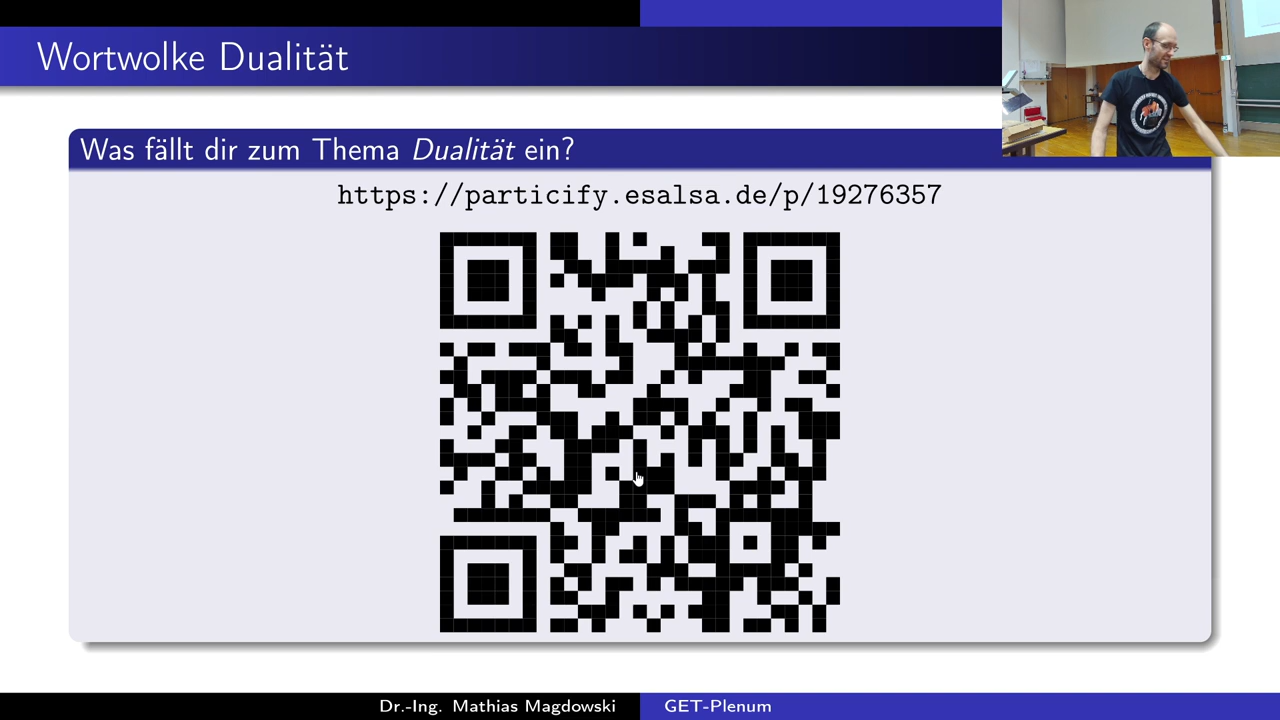 Wortwolke Dualität
Was fällt dir zum Thema Dualität ein?
https://particify.esalsa.de/p/19276357
Dr.-Ing. Mathias Magdowski
GET-Plenum